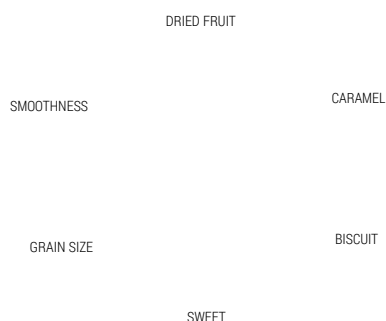 DRIED FRUIT
CARAMEL
SMOOTHNESS
BISCUIT
GRAIN SIZE
SWEET